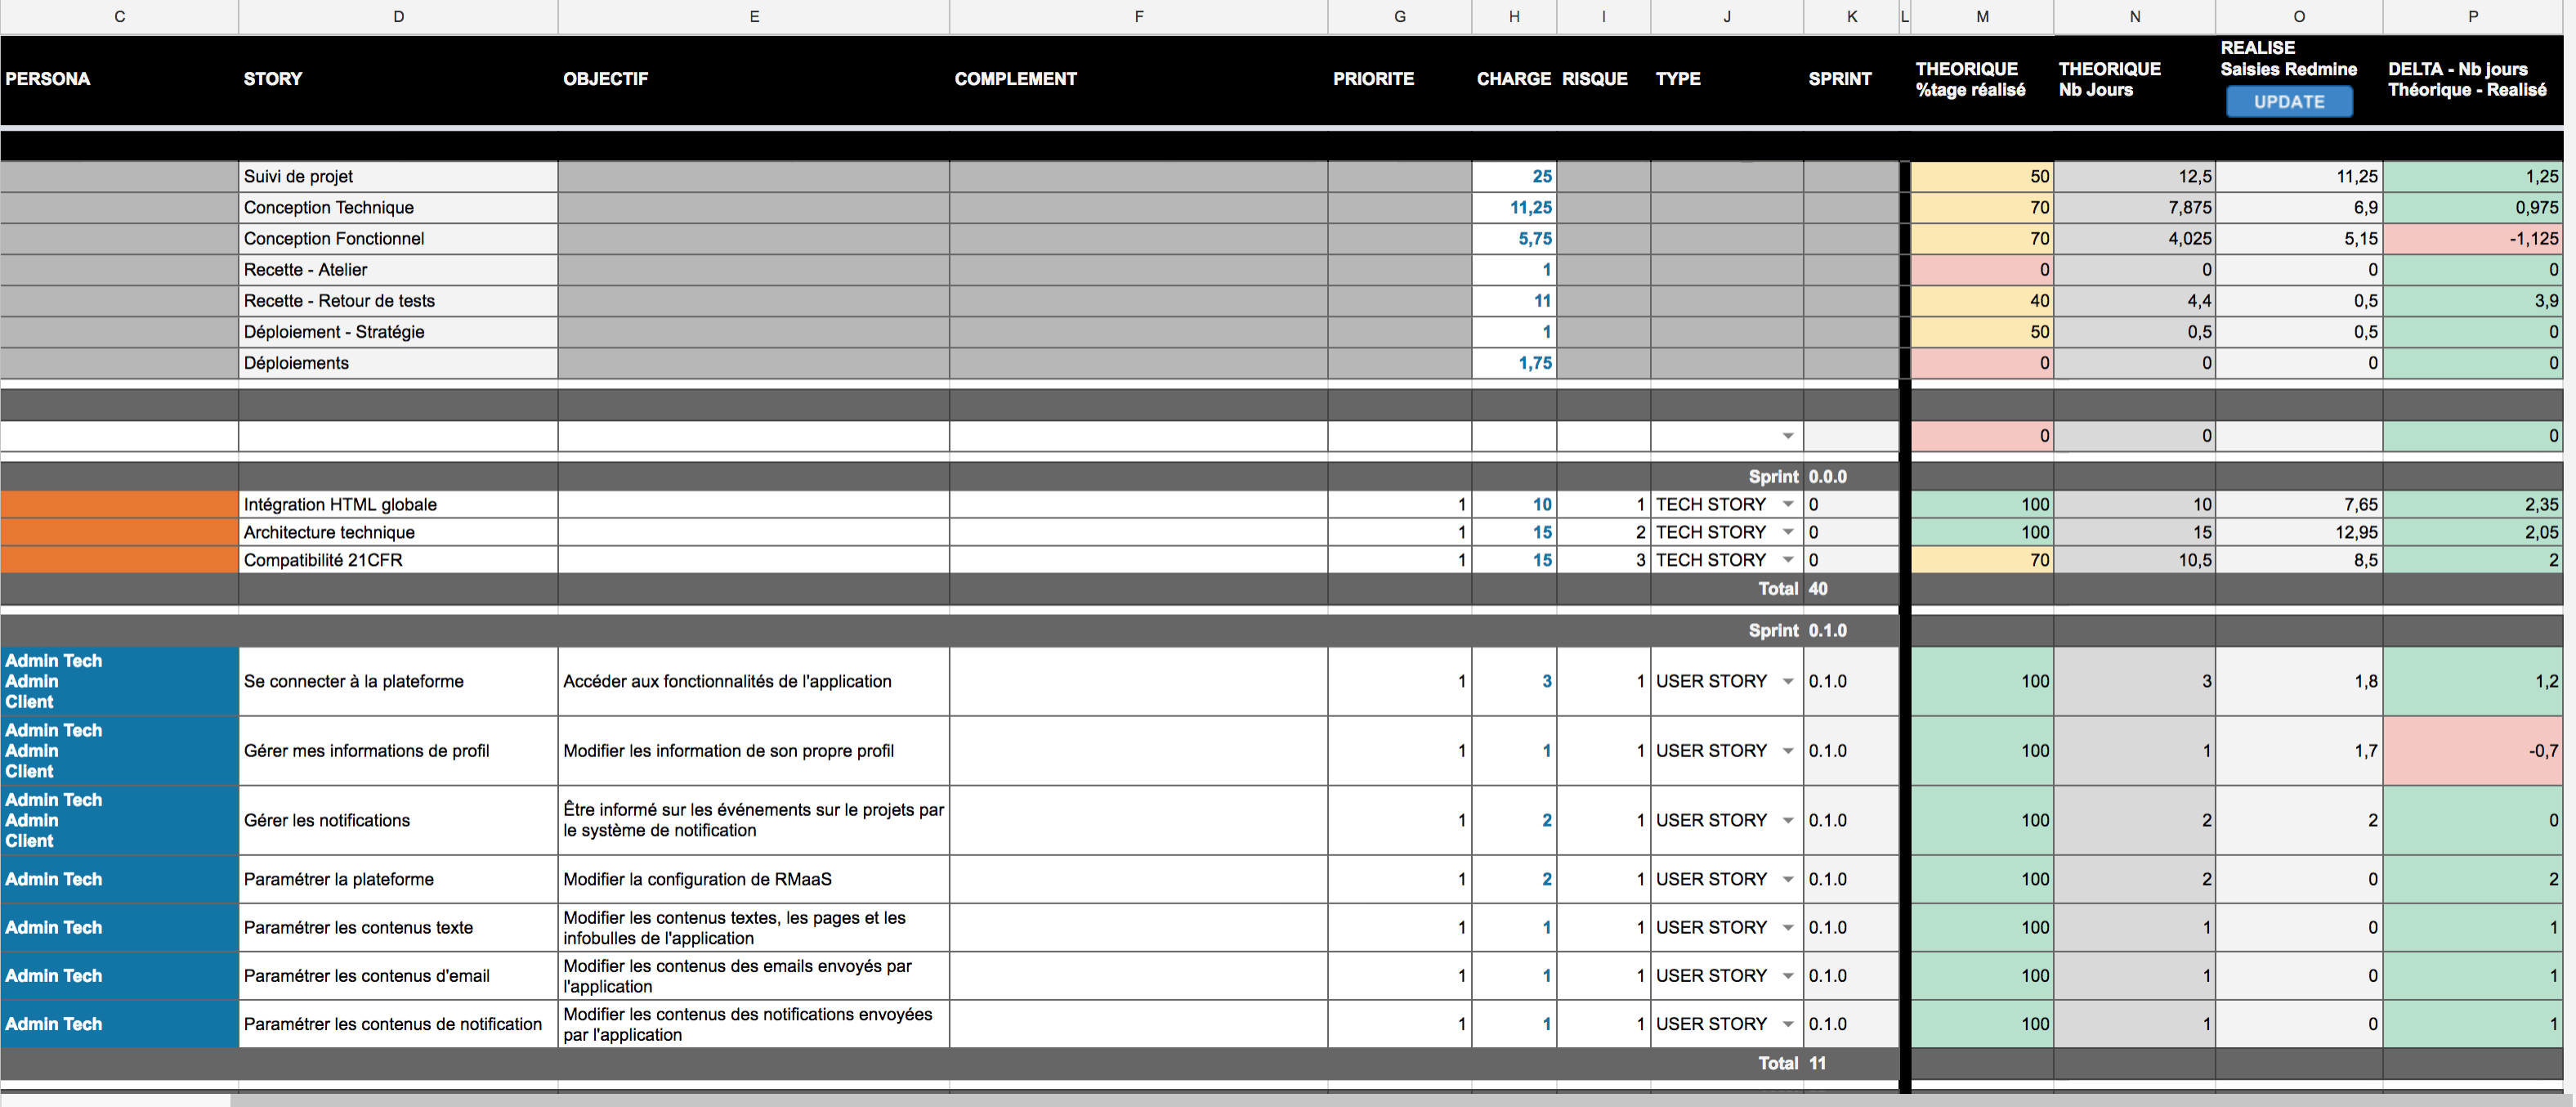 C D E F G H I J K L M N O P
PERSONA STORY OBJECTIF COMPLEMENT PRIORITE CHARGE RISQUE TYPE SPRINT THEORIQUE %tage réalisé THEORIQUE Nb Jours REALISE Saisies Redmine UPDATE DELTA - Nb jours Théorique - Realisé
Suivi de projet 25 50 12,5 11,25 1,25
Conception Technique 11,25 70 7,875 6,9 0,975
Conception Fonctionnel 5,75 70 4,025 5,15 -1,125
Recette - Atelier 1 0 0 0 0
Recette - Retour de tests 11 40 4,4 0,5 3,9
Déploiement - Stratégie 1 50 0,5 0,5 0
Déploiements 1,75 0 0 0 0
0 0 0
Sprint 0.0.0
Intégration HTML globale 1 10 1 TECH STORY 0 100 10 7,65 2,35
Architecture technique 1 15 2 TECH STORY 0 100 15 12,95 2,05
Compatibilité 21CFR 1 15 3 TECH STORY 0 70 10,5 8,5 2
Total 40
Sprint 0.1.0
Admin Tech
Admin
Client
Se connecter à la plateforme Accéder aux fonctionnalités de l'application 1 3 1 USER STORY 0.1.0 100 3 1,8 1,2
Admin Tech
Admin
Client
Gérer mes informations de profil Modifier les information de son propre profil 1 1 1 USER STORY 0.1.0 100 1 1,7 -0,7
Admin Tech
Admin
Client
Gérer les notifications
Être informé sur les événements sur le projets par
le système de notification
1 2 1 USER STORY 0.1.0 100 2 2 0
Admin Tech Paramétrer la plateforme Modifier la configuration de RMaaS 1 2 1 USER STORY 0.1.0 100 2 0 2
Admin Tech Paramétrer les contenus texte
Modifier les contenus textes, les pages et les
infobulles de l'application
1 1 1 USER STORY 0.1.0 100 1 0 1
Admin Tech Paramétrer les contenus d'email
Modifier les contenus des emails envoyés par
l'application
1 1 1 USER STORY 0.1.0 100 1 0 1
Admin Tech Paramétrer les contenus de notification
Modifier les contenus des notifications envoyées
par l'application
1 1 1 USER STORY 0.1.0 100 1 0 1
Total 11